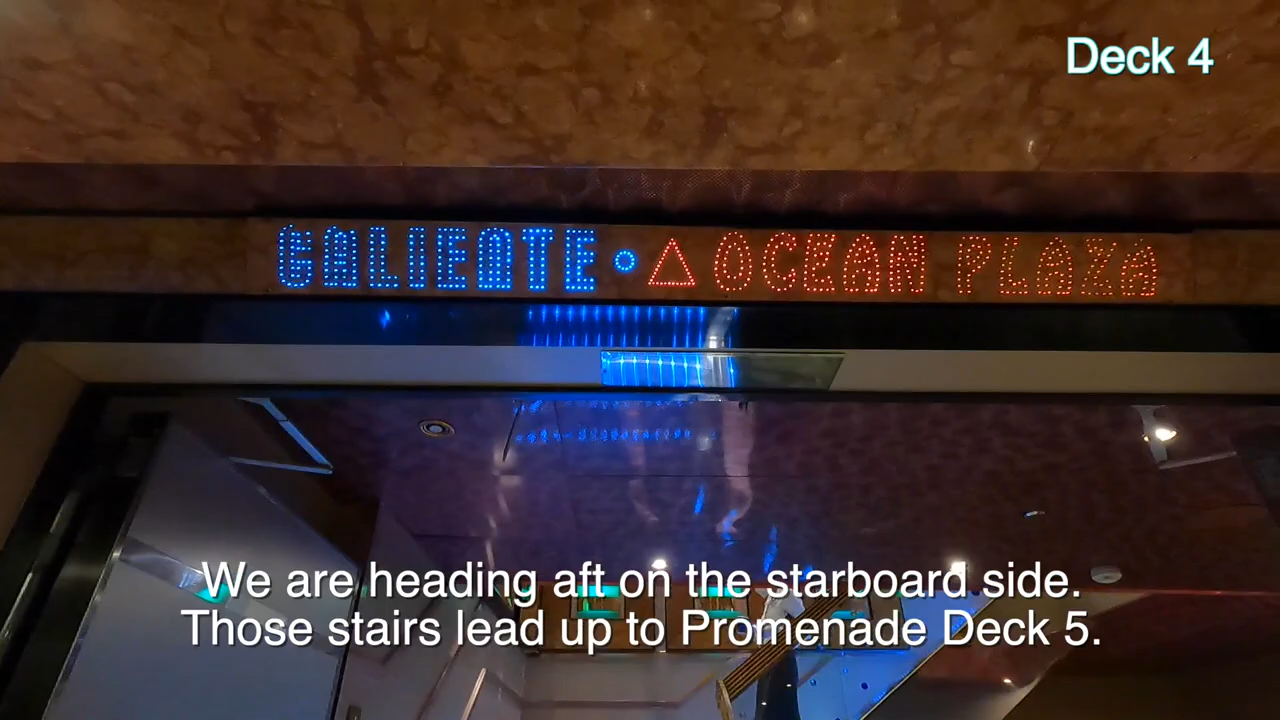 Deck 4
CALIENTE • △ OCEAN PLAZA
We are heading aft on the starboard side.
Those stairs lead up to Promenade Deck 5.